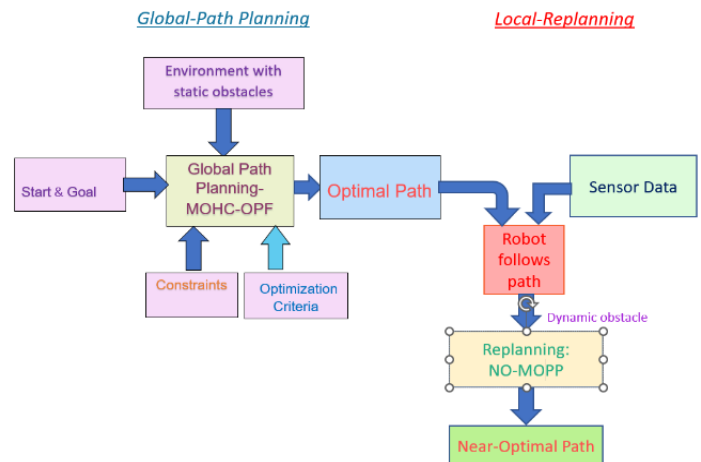 Global-Path Planning
Local-Replanning
Environment with
static obstacles
Start & Goal
Global Path
Planning-
MOHC-OPF
Optimal Path
Sensor Data
Robot
follows
path
Constraints
Optimization
Criteria
Dynamic obstacle
Replanning:
NO-MOPP
Near-Optimal Path